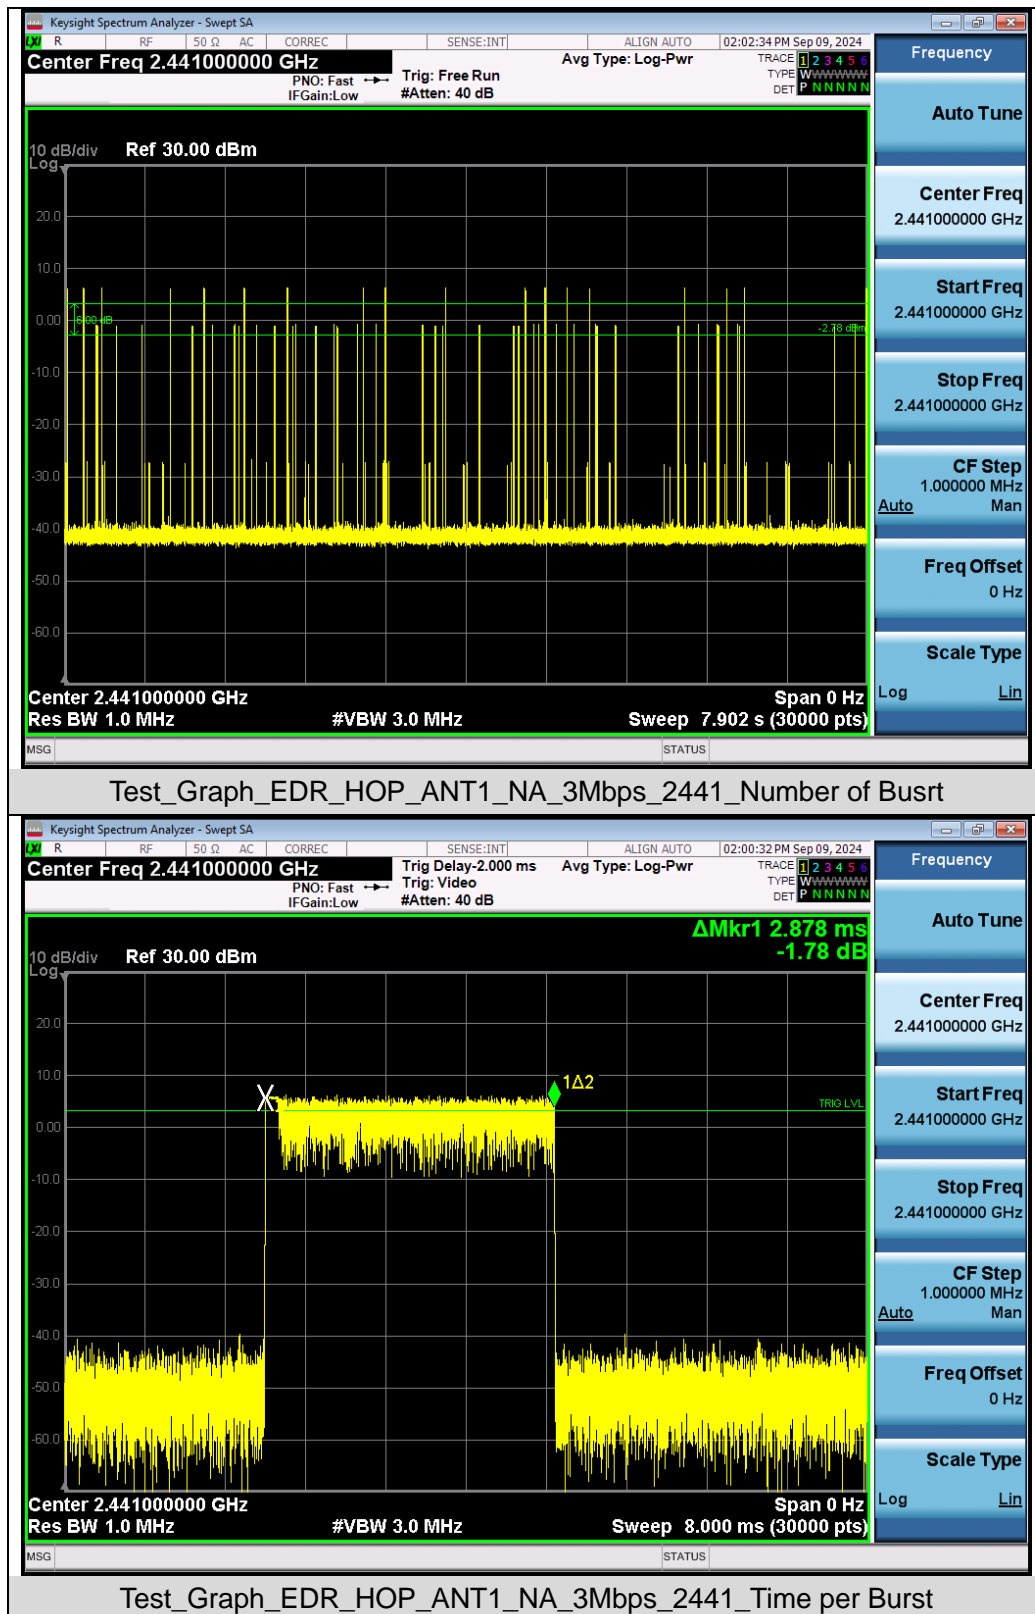 Keysight Spectrum Analyzer - Swept SA
LXI R RF 50 Ω AC CORREC SENSE:INT ALIGN AUTO 02:02:34 PM Sep 09, 2024
Center Freq 2.441000000 GHz
PNO: Fast
IFGain:Low
Trig: Free Run
#Atten: 40 dB
Avg Type: Log-Pwr
TRACE 1 2 3 4 5 6
TYPE WWWWWW
DET P N N N N N
10 dB/div Ref 30.00 dBm
Log
20.0
10.0
0.00
-10.0
-20.0
-30.0
-40.0
-50.0
-60.0
6.00 dB
-2.78 dBm
Center 2.441000000 GHz Span 0 Hz
Res BW 1.0 MHz #VBW 3.0 MHz Sweep 7.902 s (30000 pts)
MSG STATUS
Frequency
Auto Tune
Center Freq
2.441000000 GHz
Start Freq
2.441000000 GHz
Stop Freq
2.441000000 GHz
CF Step
1.000000 MHz
Auto Man
Freq Offset
0 Hz
Scale Type
Log Lin
Test_Graph_EDR_HOP_ANT1_NA_3Mbps_2441_Number of Busrt
Keysight Spectrum Analyzer - Swept SA
LXI R RF 50 Ω AC CORREC SENSE:INT ALIGN AUTO 02:00:32 PM Sep 09, 2024
Center Freq 2.441000000 GHz
PNO: Fast
IFGain:Low
Trig Delay-2.000 ms
Trig: Video
#Atten: 40 dB
Avg Type: Log-Pwr
TRACE 1 2 3 4 5 6
TYPE WWWWWW
DET P N N N N N
ΔMkr1 2.878 ms
-1.78 dB
10 dB/div Ref 30.00 dBm
Log
20.0
10.0
0.00
-10.0
-20.0
-30.0
-40.0
-50.0
-60.0
1Δ2
TRIG LVL
Center 2.441000000 GHz Span 0 Hz
Res BW 1.0 MHz #VBW 3.0 MHz Sweep 8.000 ms (30000 pts)
MSG STATUS
Frequency
Auto Tune
Center Freq
2.441000000 GHz
Start Freq
2.441000000 GHz
Stop Freq
2.441000000 GHz
CF Step
1.000000 MHz
Auto Man
Freq Offset
0 Hz
Scale Type
Log Lin
Test_Graph_EDR_HOP_ANT1_NA_3Mbps_2441_Time per Burst